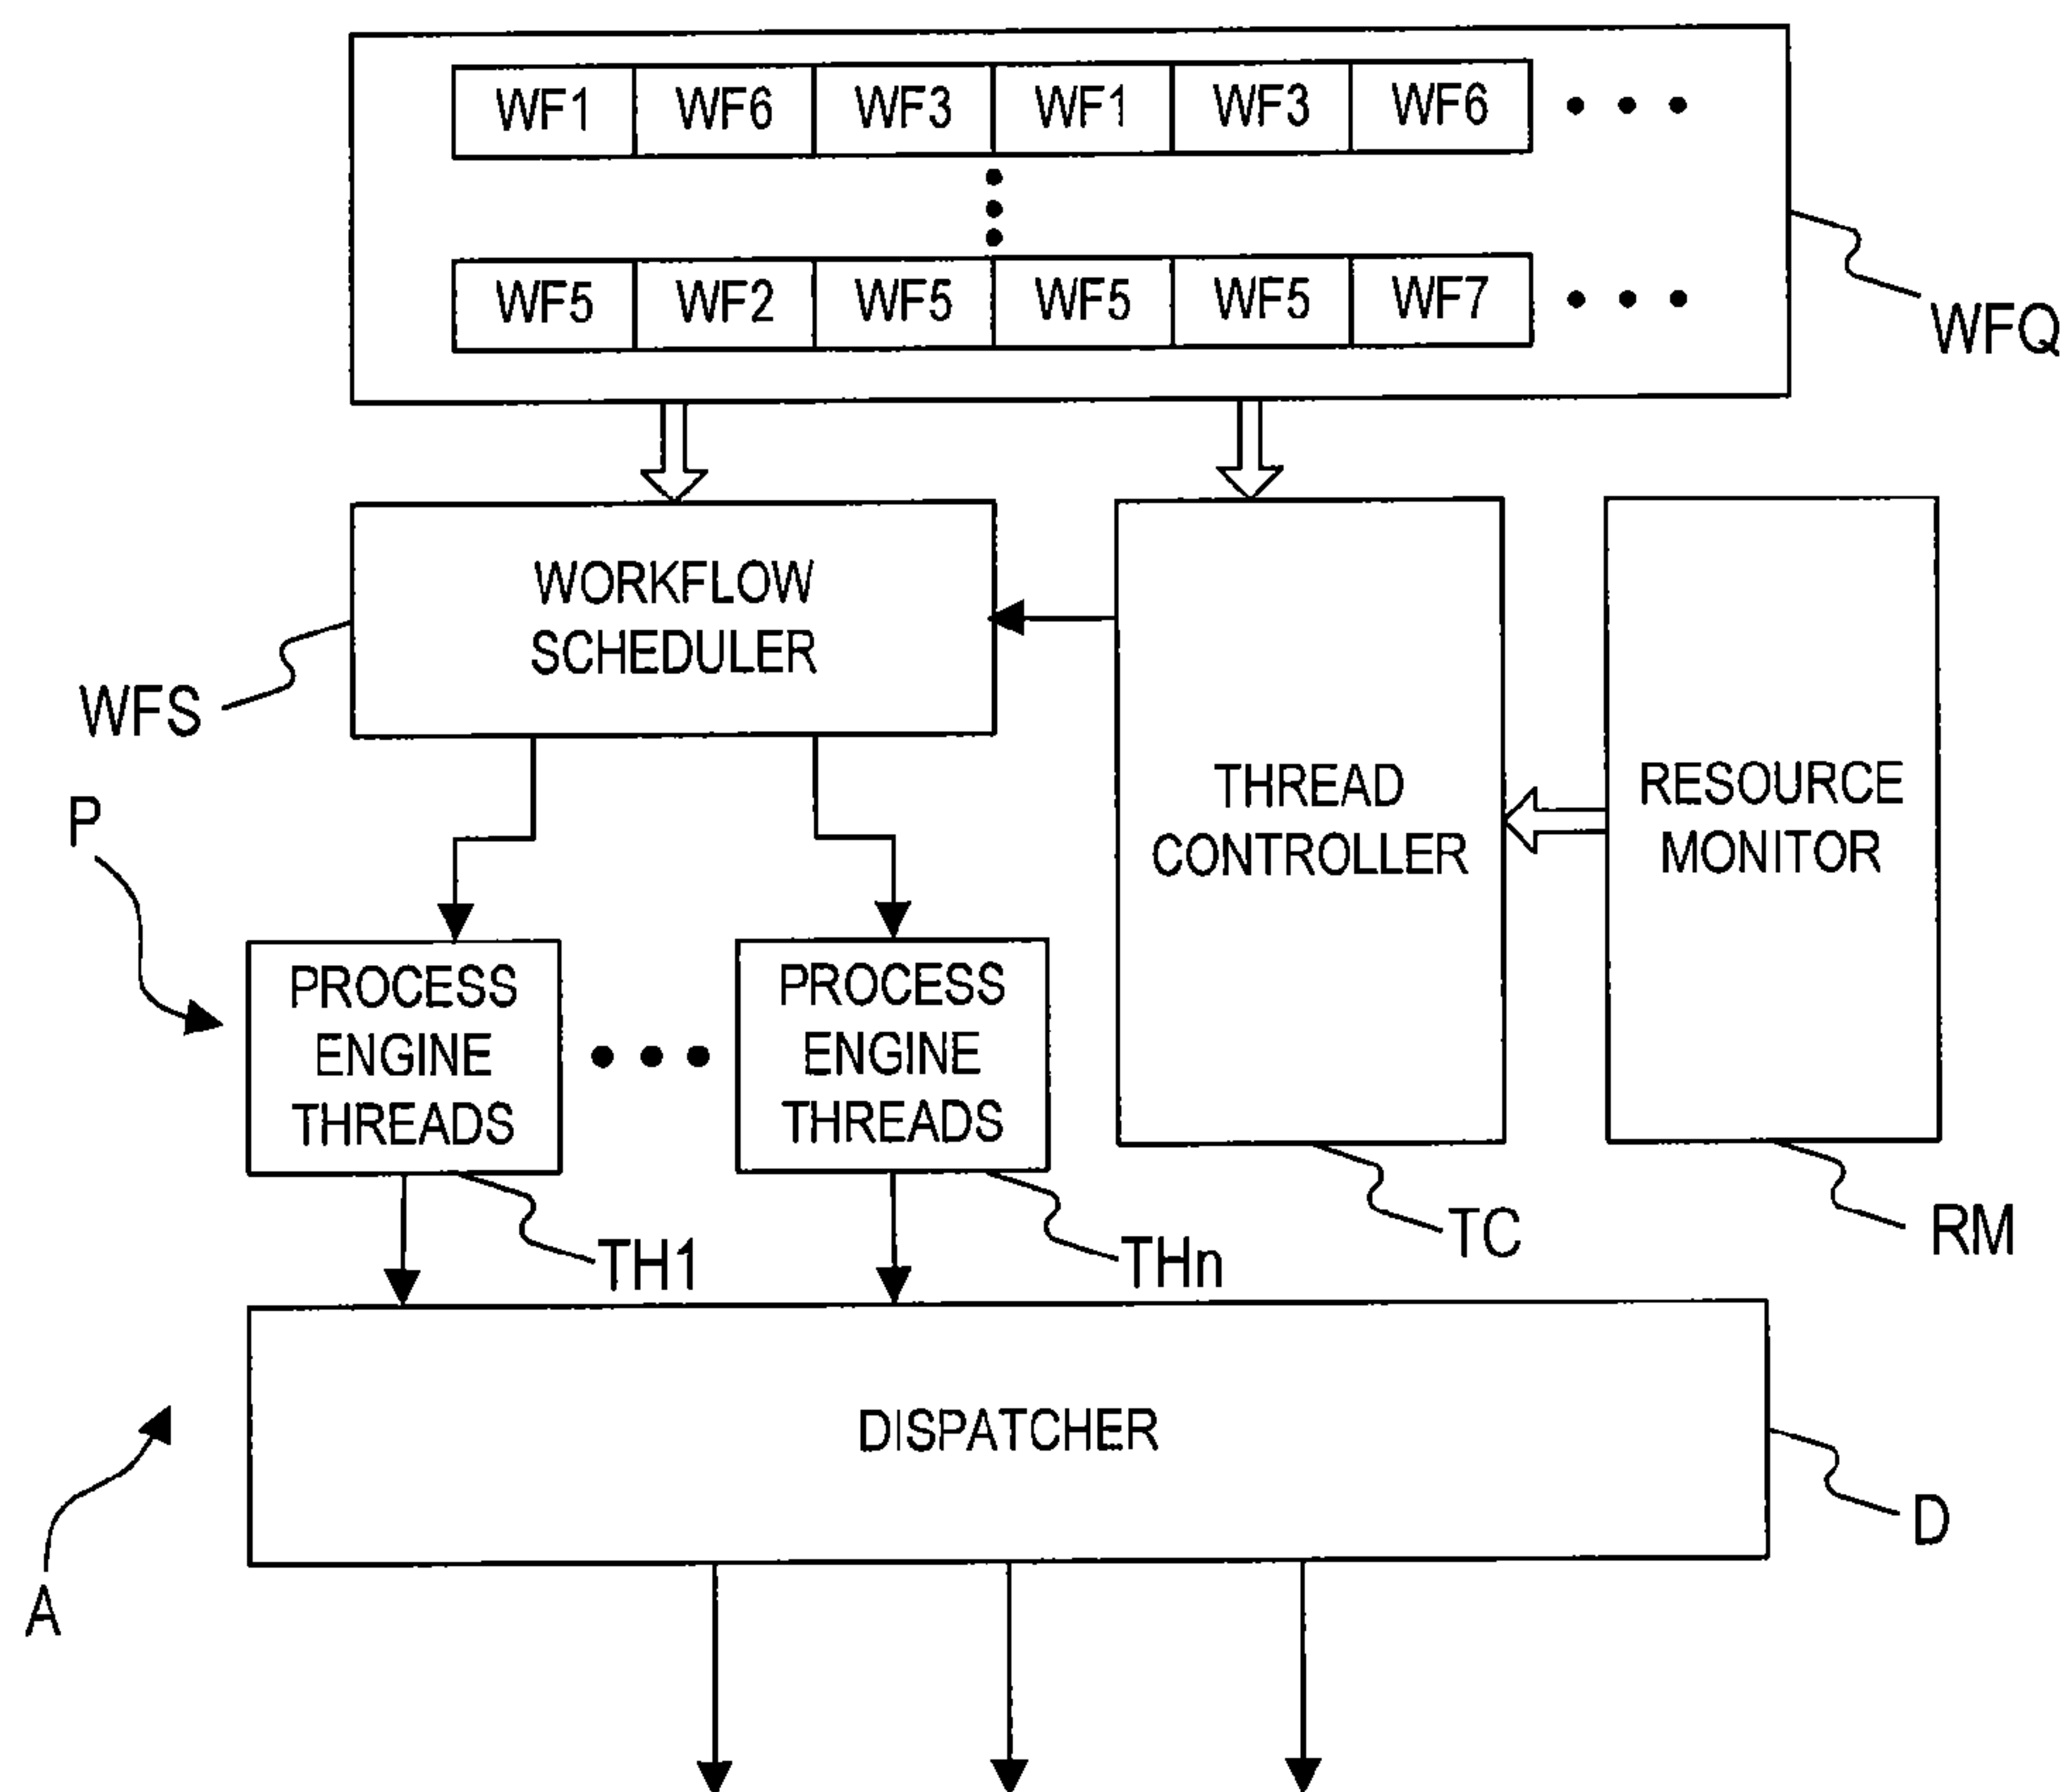 WF1 WF6 WF3 WF1 WF3 WF6
WF5 WF2 WF5 WF5 WF5 WF7
WFQ
WORKFLOW
SCHEDULER
WFS
THREAD
CONTROLLER
RESOURCE
MONITOR
P
PROCESS
ENGINE
THREADS
PROCESS
ENGINE
THREADS
TH1
THn
TC
RM
DISPATCHER
D
A